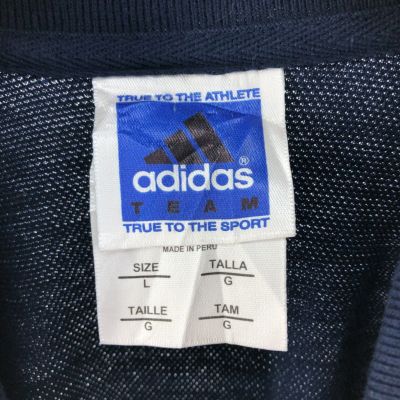 TRUE TO THE ATHLETE
adidas®
TEAM
TRUE TO THE SPORT
MADE IN PERU
SIZE TALLA
L G
TAILLE TAM
G G